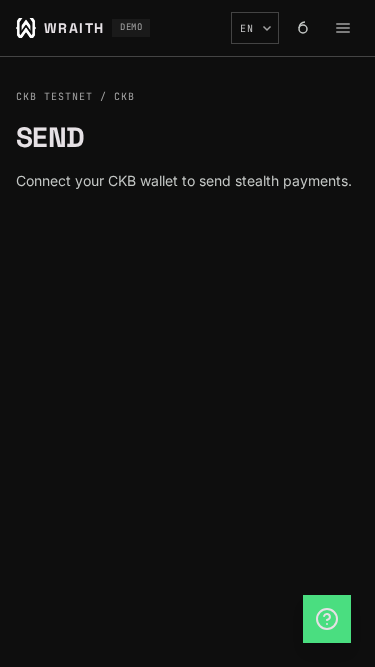 WRAITH DEMO EN
CKB TESTNET / CKB
SEND
Connect your CKB wallet to send stealth payments.